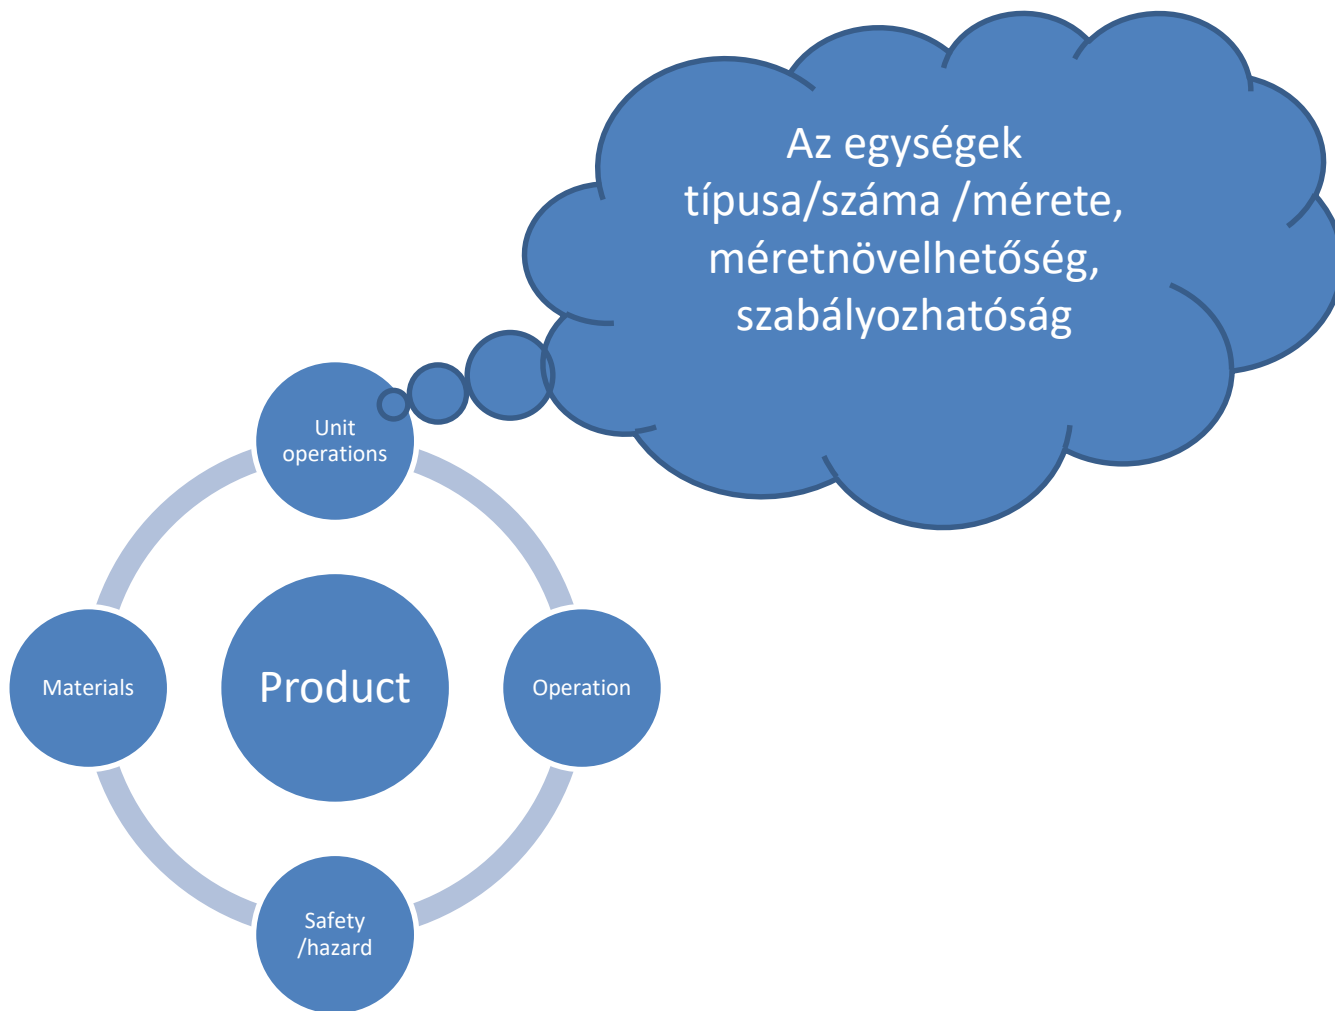 Az egységek
típusa/száma /mérete,
méretnövelhetőség,
szabályozhatóság
Unit
operations
Materials
Product
Operation
Safety
/hazard